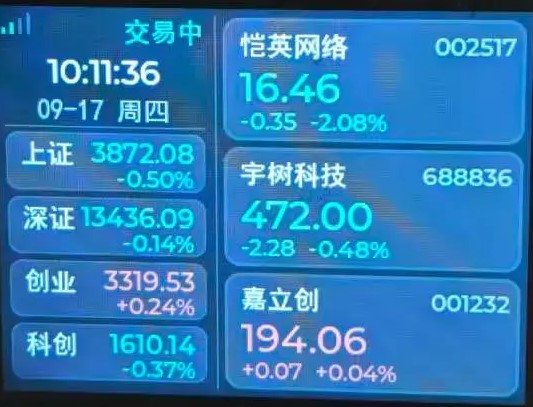 交易中
10:11:36
09-17 周四
上证 3872.08
-0.50%
深证 13436.09
-0.14%
创业 3319.53
+0.24%
科创 1610.14
-0.37%
恺英网络 002517
16.46
-0.35 -2.08%
宇树科技 688836
472.00
-2.28 -0.48%
嘉立创 001232
194.06
+0.07 +0.04%